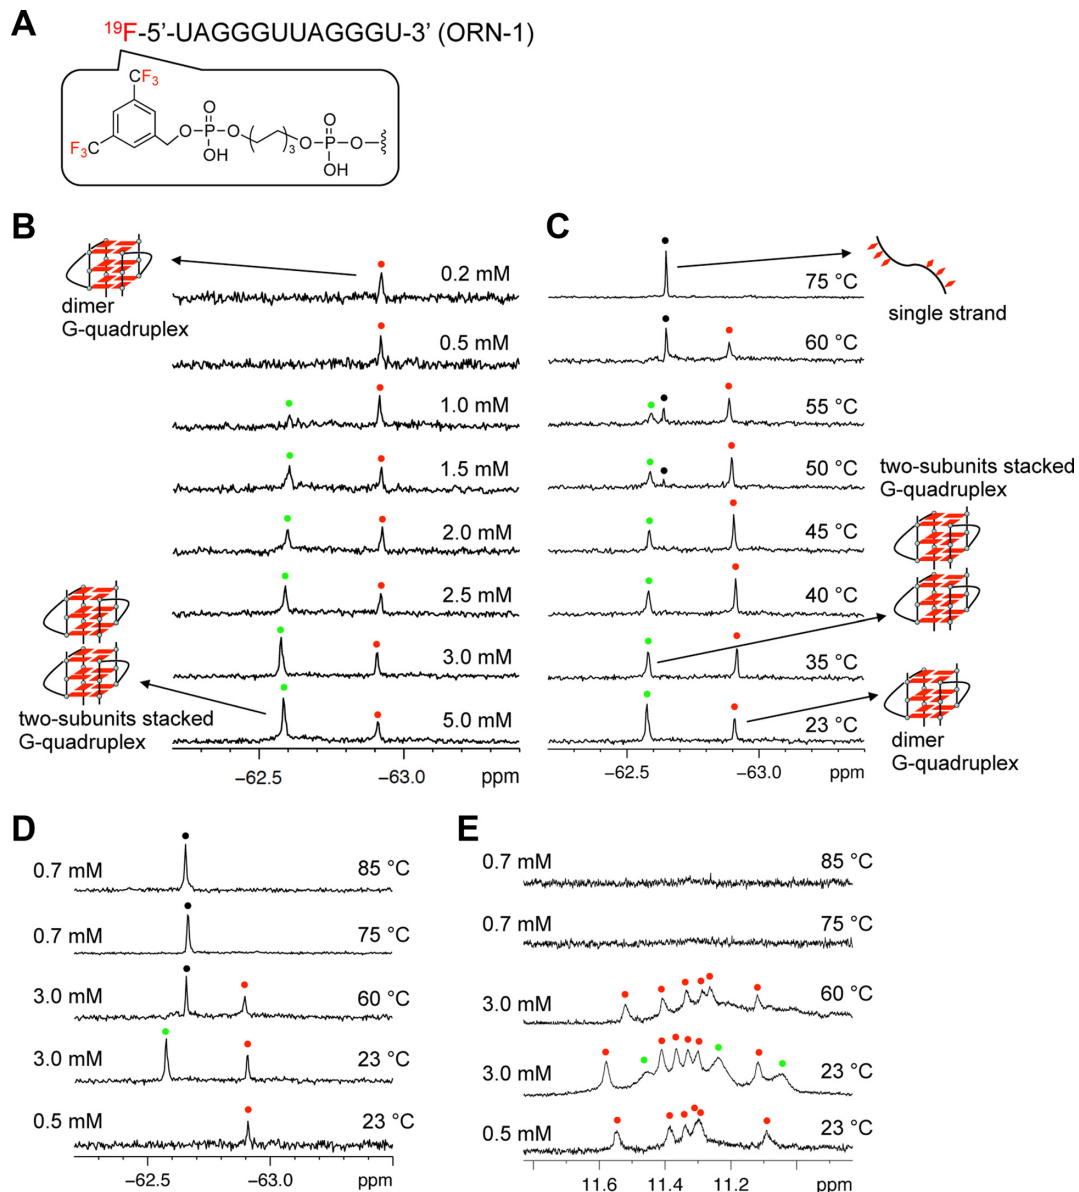 A
19F-5’-UAGGGUUAGGGU-3’ (ORN-1)
CF3
F3C
O
O
P
OH
O
3
O
O
P
OH
O
B
dimer
G-quadruplex
0.2 mM
0.5 mM
1.0 mM
1.5 mM
2.0 mM
2.5 mM
3.0 mM
5.0 mM
two-subunits stacked
G-quadruplex
−62.5
−63.0
ppm
C
75 °C
single strand
60 °C
55 °C
50 °C
two-subunits stacked
G-quadruplex
45 °C
40 °C
35 °C
23 °C
dimer
G-quadruplex
−62.5
−63.0
ppm
D
0.7 mM 85 °C
0.7 mM 75 °C
3.0 mM 60 °C
3.0 mM 23 °C
0.5 mM 23 °C
−62.5 −63.0 ppm
E
0.7 mM 85 °C
0.7 mM 75 °C
3.0 mM 60 °C
3.0 mM 23 °C
0.5 mM 23 °C
11.6 11.4 11.2 ppm